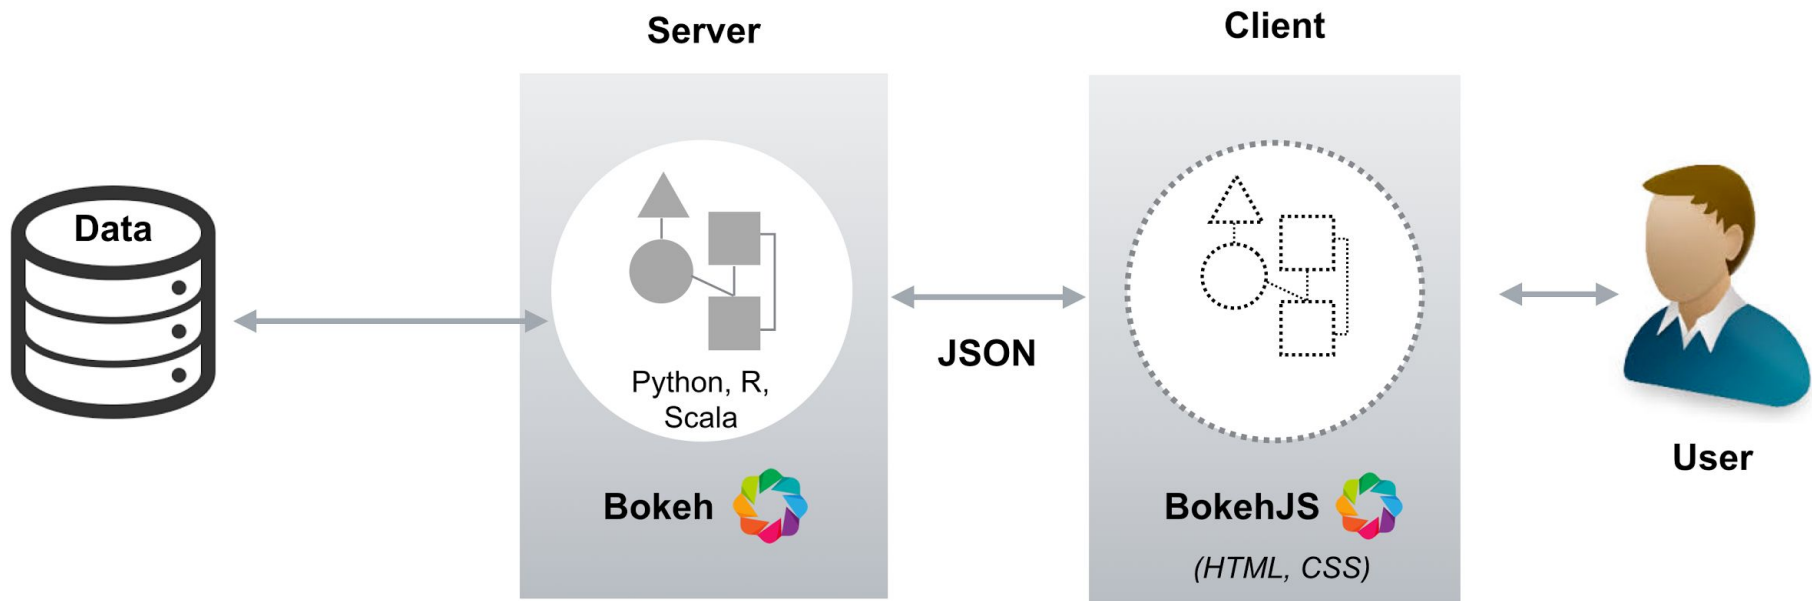 Server
Client
Data
Python, R,
Scala
JSON
Bokeh
BokehJS
(HTML, CSS)
User